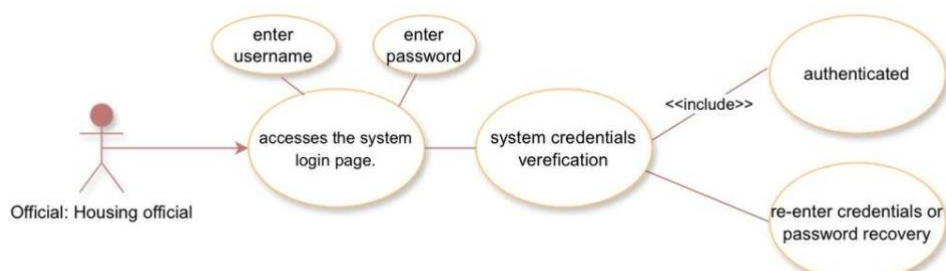 enter
username
enter
password
accesses the system
login page.
system credentials
verefication
<<include>>
authenticated
re-enter credentials or
password recovery
Official: Housing official